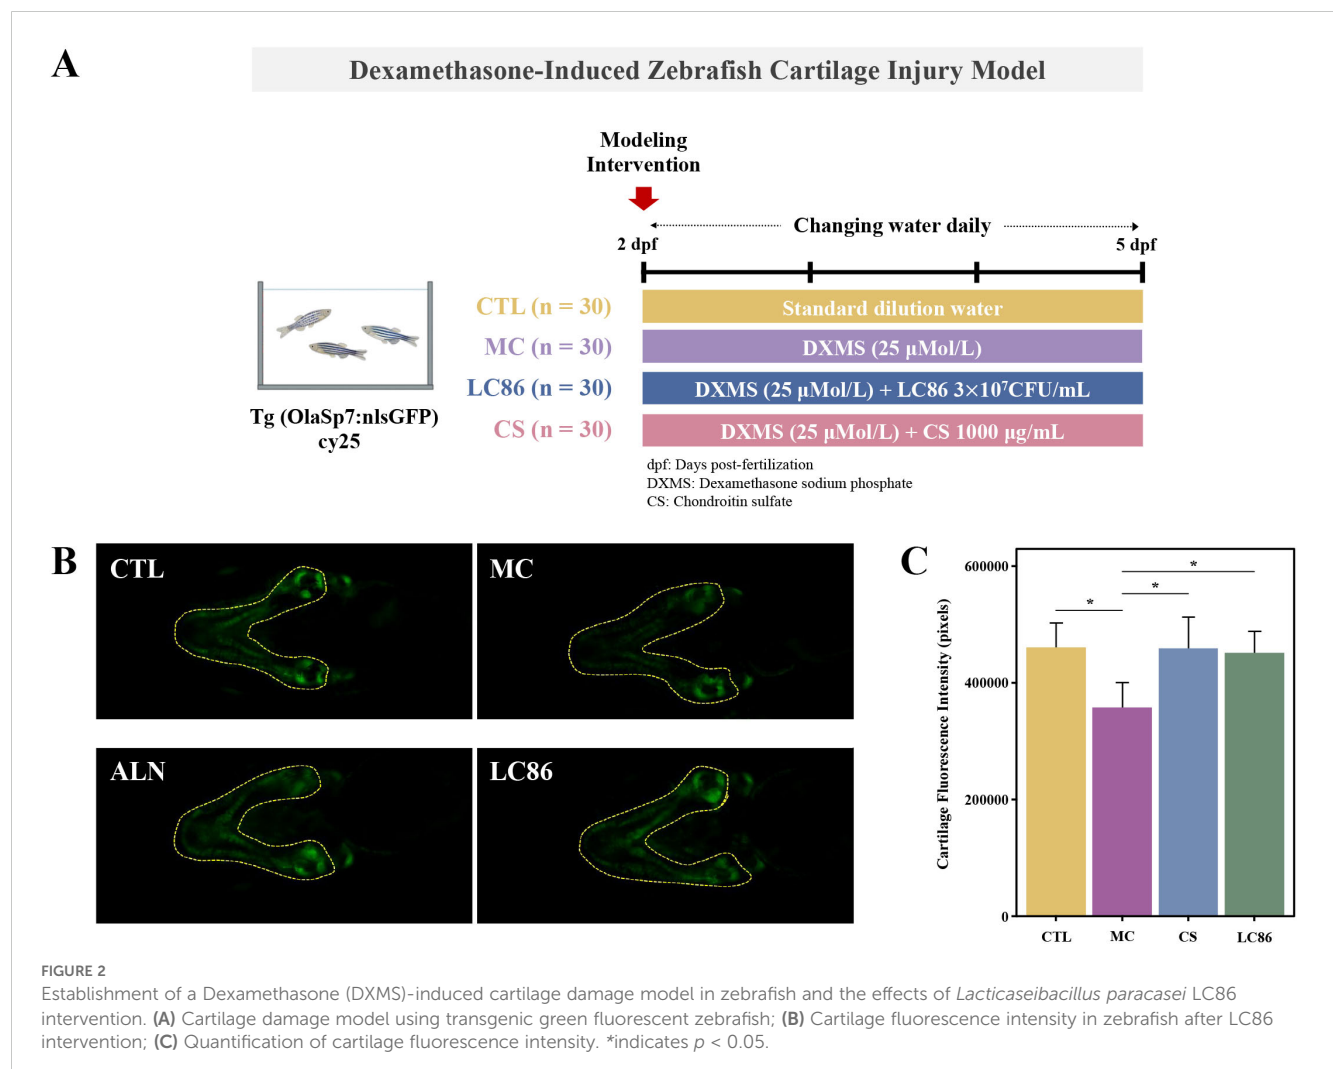 A
Dexamethasone-Induced Zebrafish Cartilage Injury Model
Modeling
Intervention
Changing water daily
2 dpf
5 dpf
CTL (n = 30)
Standard dilution water
MC (n = 30)
DXMS (25 μMol/L)
LC86 (n = 30)
DXMS (25 μMol/L) + LC86 3×10⁷CFU/mL
CS (n = 30)
DXMS (25 μMol/L) + CS 1000 μg/mL
Tg (OlaSp7:nlsGFP)
cy25
dpf: Days post-fertilization
DXMS: Dexamethasone sodium phosphate
CS: Chondroitin sulfate
B
CTL
MC
ALN
LC86
C
Cartilage Fluorescence Intensity (pixels)
600000
400000
200000
0
*
*
*
CTL
MC
CS
LC86
FIGURE 2
Establishment of a Dexamethasone (DXMS)-induced cartilage damage model in zebrafish and the effects of Lacticaseibacillus paracasei LC86
intervention. (A) Cartilage damage model using transgenic green fluorescent zebrafish; (B) Cartilage fluorescence intensity in zebrafish after LC86
intervention; (C) Quantification of cartilage fluorescence intensity. *indicates p < 0.05.